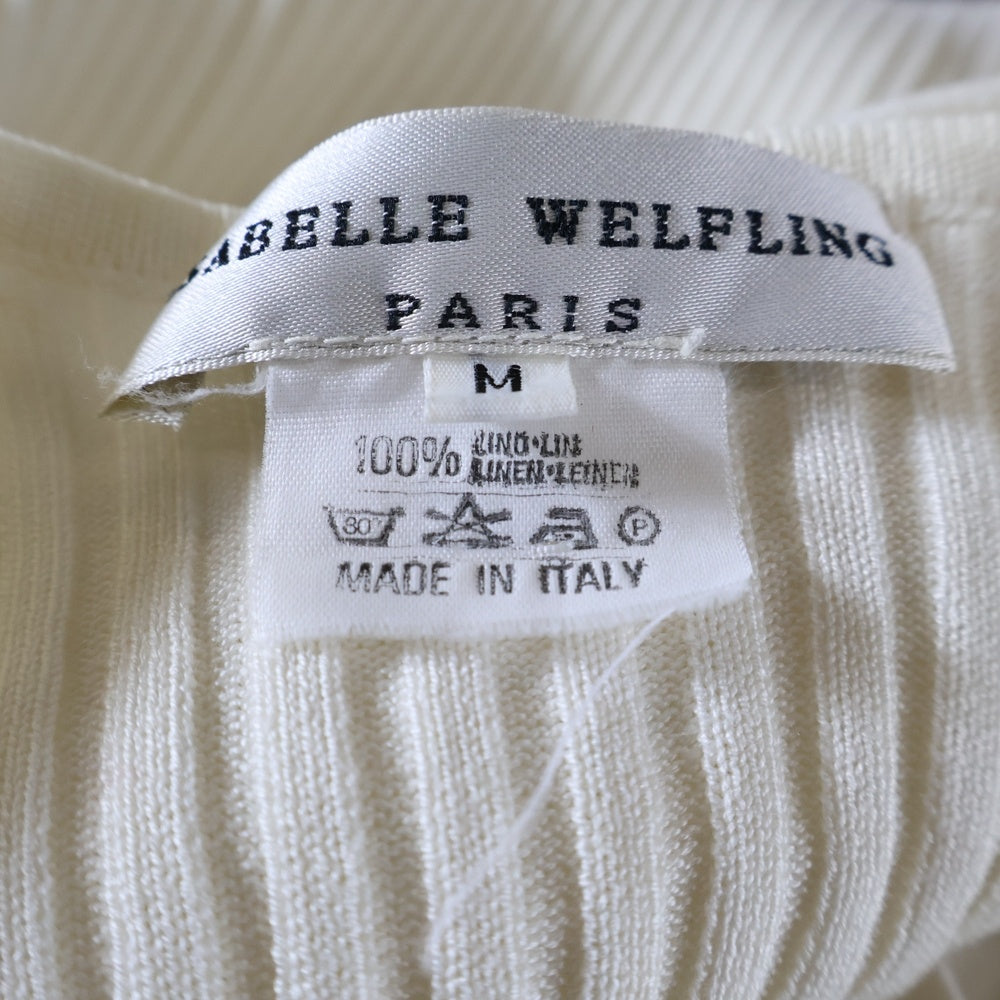 ABELLE WELFLING
PARIS
M
100% LINO·LIN
LINEN·LEINEN
30° P
MADE IN ITALY